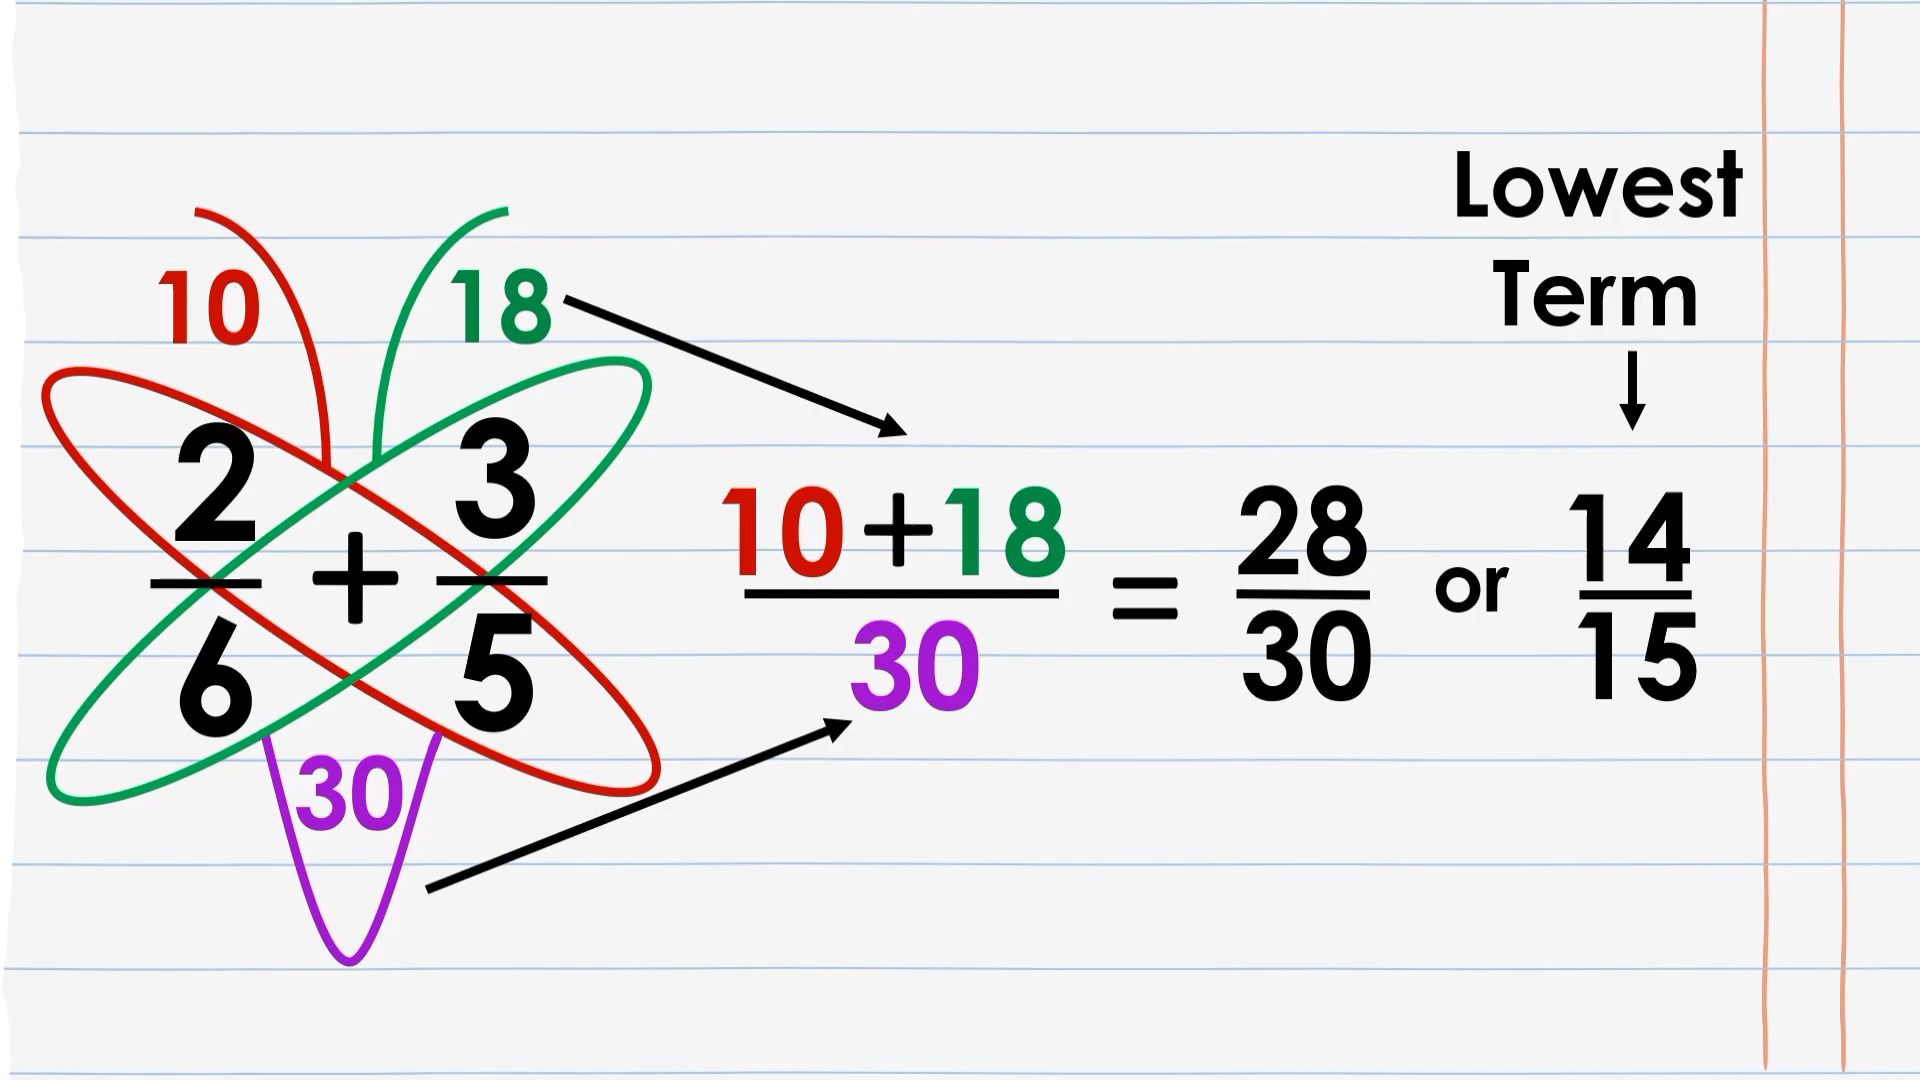 Lowest
Term
10 18
2/6 + 3/5
30
10+18/30 = 28/30 or 14/15